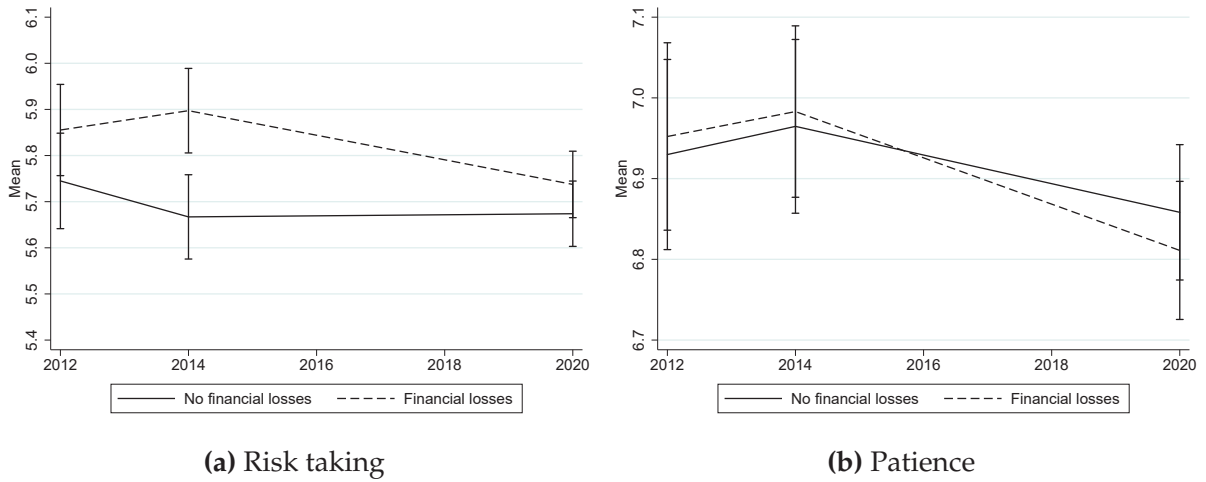 6.1
6.0
5.9
5.8
5.7
5.6
5.5
5.4
Mean
2012 2014 2016 2018 2020
No financial losses Financial losses
(a) Risk taking
7.1
7.0
6.9
6.8
6.7
Mean
2012 2014 2016 2018 2020
No financial losses Financial losses
(b) Patience